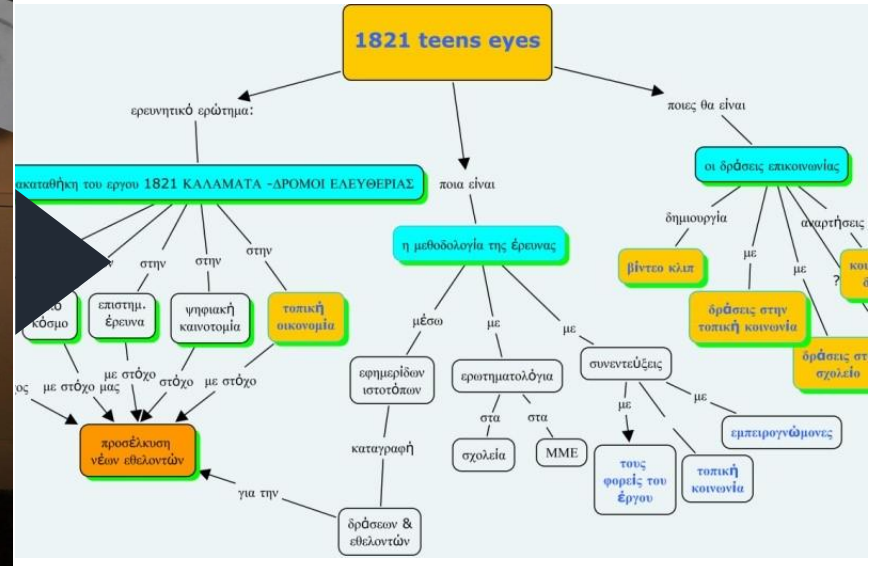 1821 teens eyes
ερευνητικό ερώτημα:
ποιες θα είναι
του εργου 1821 ΚΑΛΑΜΑΤΑ -ΔΡΟΜΟΙ ΕΛΕΥΘΕΡΙΑΣ
ποια είναι
οι δράσεις επικοινωνίας
δημιουργία
αναρτήσεις
η μεθοδολογία της έρευνας
στην
στην
στην
με
με
?
βίντεο κλιπ
κόσμο
επιστημ.
έρευνα
ψηφιακή
καινοτομία
τοπική
οικονομία
δράσεις στην
τοπική κοινωνία
μέσω
με
με
δράσεις
σχολείο
με στόχο μας
με στόχο
στόχο
με στόχο
εφημερίδων
ιστοτόπων
ερωτηματολόγια
συνεντεύξεις
στα
στα
με
με
προσέλκυση
νέων εθελοντών
καταγραφή
σχολεία
ΜΜΕ
εμπειρογνώμονες
τους
φορείς του
έργου
τοπική
κοινωνία
για την
δράσεων &
εθελοντών